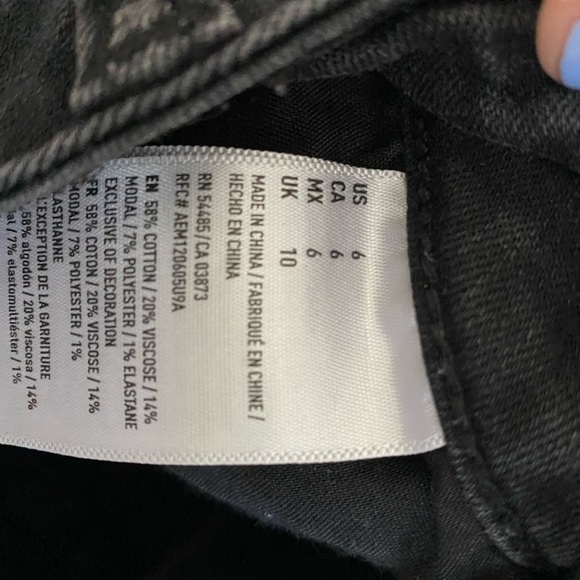 US 6
CA 6
MX 6
UK 10
MADE IN CHINA / FABRIQUÉ EN CHINE /
HECHO EN CHINA
RN 54485 / CA 03873
RFC# AEM120605U9A
EN 58% COTTON / 20% VISCOSE / 14%
MODAL / 7% POLYESTER / 1% ELASTANE
EXCLUSIVE OF DECORATION
FR 58% COTON / 20% VISCOSE / 14%
MODAL / 7% POLYESTER / 1%
ELASTHANNE
L'EXCEPTION DE LA GARNITURE
58% algodón / 20% viscosa / 14%
/ 7% elastomultiéster / 1%